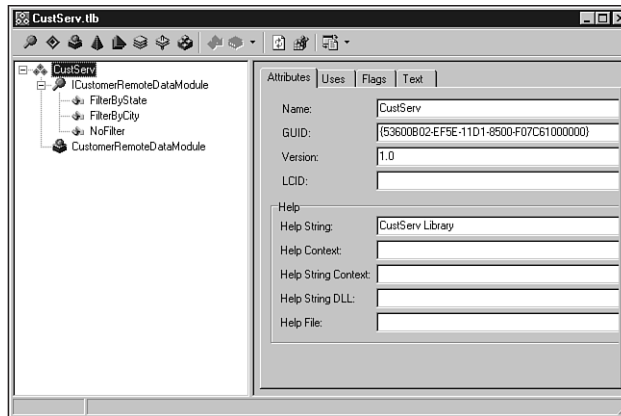 CustServ.tlb
CustServ
ICustomerRemoteDataModule
FilterByState
FilterByCity
NoFilter
CustomerRemoteDataModule
Attributes Uses Flags Text
Name: CustServ
GUID: {53600B02-EF5E-11D1-8500-F07C61000000}
Version: 1.0
LCID:
Help
Help String: CustServ Library
Help Context:
Help String Context:
Help String DLL:
Help File: